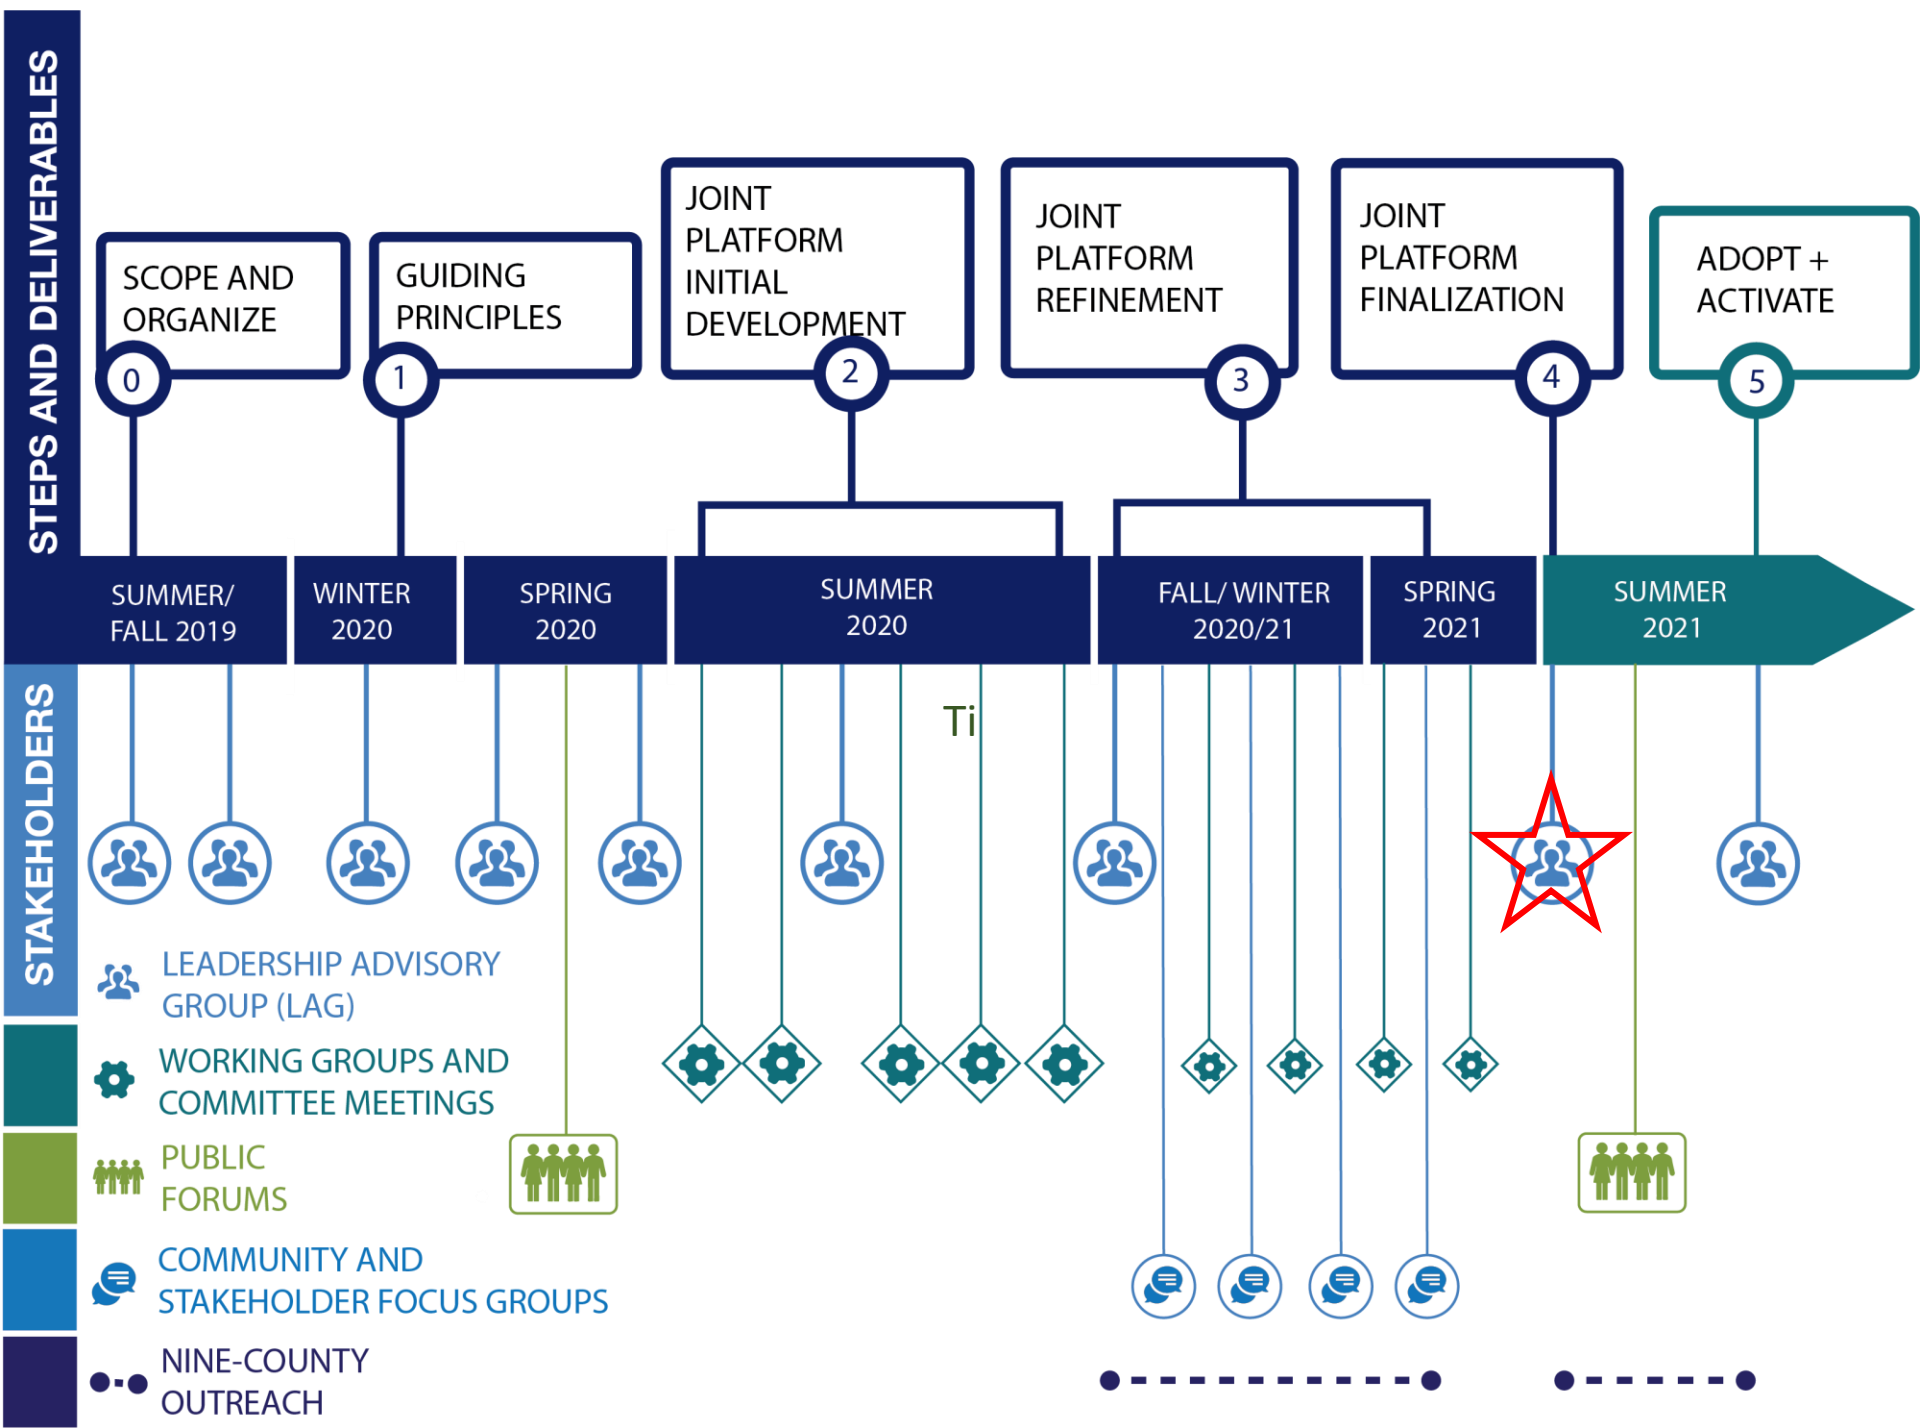 STEPS AND DELIVERABLES
SCOPE AND
ORGANIZE
0
GUIDING
PRINCIPLES
1
JOINT
PLATFORM
INITIAL
DEVELOPMENT
2
JOINT
PLATFORM
REFINEMENT
3
JOINT
PLATFORM
FINALIZATION
4
ADOPT +
ACTIVATE
5
SUMMER/
FALL 2019
WINTER
2020
SPRING
2020
SUMMER
2020
FALL/ WINTER
2020/21
SPRING
2021
SUMMER
2021
STAKEHOLDERS
Ti
LEADERSHIP ADVISORY
GROUP (LAG)
WORKING GROUPS AND
COMMITTEE MEETINGS
PUBLIC
FORUMS
COMMUNITY AND
STAKEHOLDER FOCUS GROUPS
NINE-COUNTY
OUTREACH